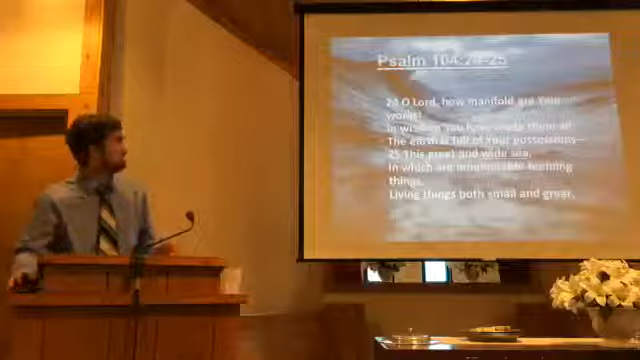 Psalm 104:24-25
24 O Lord, how manifold are Your
works!
In wisdom You have made them all.
The earth is full of Your possessions—
25 This great and wide sea,
In which are innumerable teeming
things,
Living things both small and great.